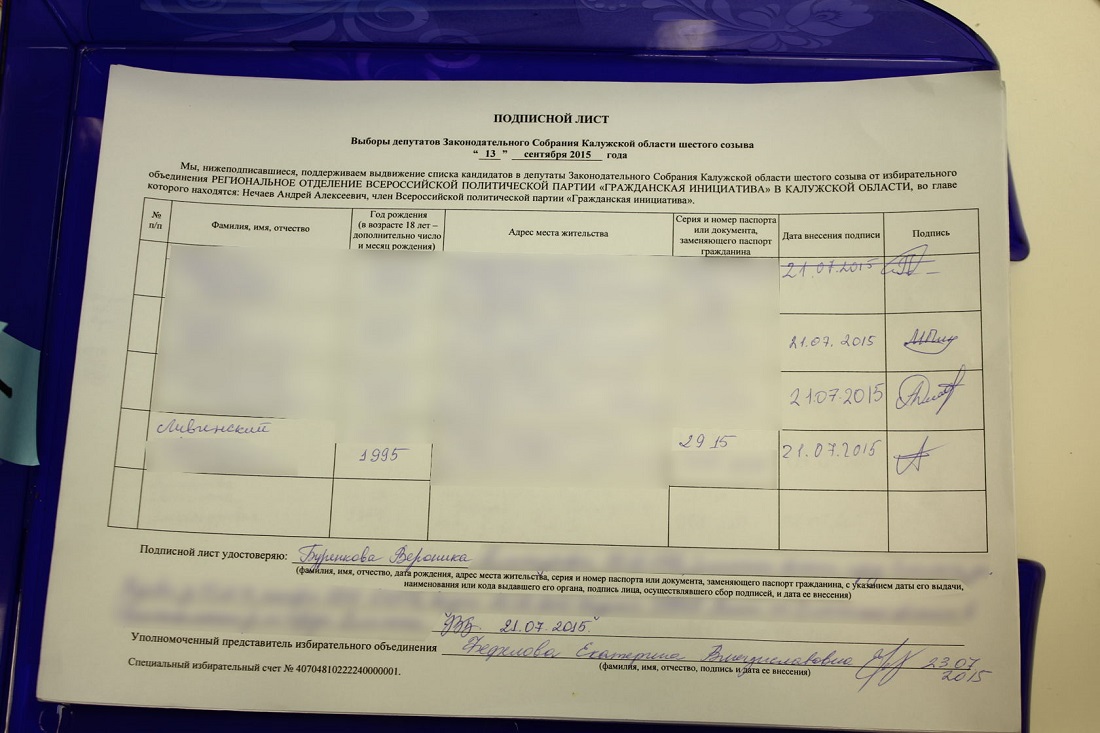 ПОДПИСНОЙ ЛИСТ
Выборы депутатов Законодательного Собрания Калужской области шестого созыва
“ 13 ” сентября 2015 года
Мы, нижеподписавшиеся, поддерживаем выдвижение списка кандидатов в депутаты Законодательного Собрания Калужской области шестого созыва от избирательного
объединения РЕГИОНАЛЬНОЕ ОТДЕЛЕНИЕ ВСЕРОССИЙСКОЙ ПОЛИТИЧЕСКОЙ ПАРТИИ «ГРАЖДАНСКАЯ ИНИЦИАТИВА» В КАЛУЖСКОЙ ОБЛАСТИ, во главе
которого находятся: Нечаев Андрей Алексеевич, член Всероссийской политической партии «Гражданская инициатива».
№ п/п
Фамилия, имя, отчество
Год рождения
(в возрасте 18 лет –
дополнительно число
и месяц рождения)
Адрес места жительства
Серия и номер паспорта
или документа,
заменяющего паспорт
гражданина
Дата внесения подписи
Подпись
21.07.2015
21.07.2015
21.07.2015
Ливенский
1995
29 15
21.07.2015
Подписной лист удостоверяю: Буренкова Вероника
(фамилия, имя, отчество, дата рождения, адрес места жительства, серия и номер паспорта или документа, заменяющего паспорт гражданина, с указанием даты его выдачи,
наименования или кода выдавшего его органа, подпись лица, осуществлявшего сбор подписей, и дата ее внесения)
21.07.2015.
Уполномоченный представитель избирательного объединения Екатерина 23.07
2015
(фамилия, имя, отчество, подпись и дата ее внесения)
Специальный избирательный счет № 40704810222240000001.